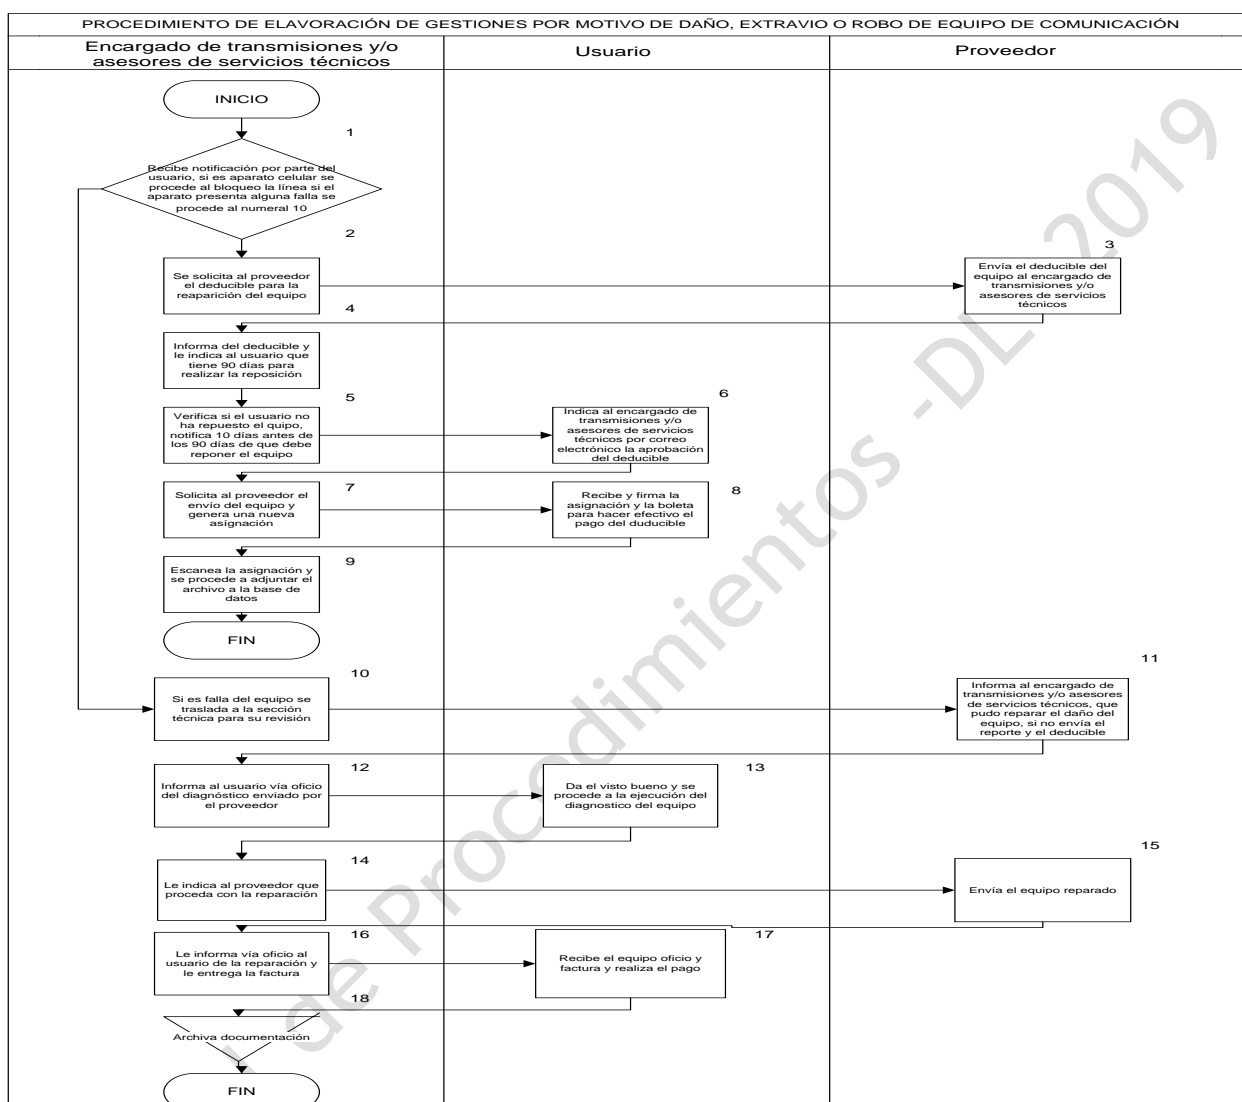 PROCEDIMIENTO DE ELAVORACIÓN DE GESTIONES POR MOTIVO DE DAÑO, EXTRAVIO O ROBO DE EQUIPO DE COMUNICACIÓN
Encargado de transmisiones y/o
asesores de servicios técnicos
Usuario
Proveedor
INICIO
1
Recibe notificación por parte del
usuario, si es aparato celular se
procede al bloqueo la línea si el
aparato presenta alguna falla se
procede al numeral 10
2
Se solicita al proveedor
el deducible para la
reaparición del equipo
3
Envía el deducible del
equipo al encargado de
transmisiones y/o
asesores de servicios
técnicos
4
Informa del deducible y
le indica al usuario que
tiene 90 días para
realizar la reposición
5
Verifica si el usuario no
ha repuesto el quipo,
notifica 10 días antes de
los 90 días de que debe
reponer el equipo
6
Indica al encargado de
transmisiones y/o
asesores de servicios
técnicos por correo
electrónico la aprobación
del deducible
7
Solicita al proveedor el
envío del equipo y
genera una nueva
asígnación
8
Recibe y firma la
asignación y la boleta
para hacer efectivo el
pago del duducible
9
Escanea la asignación y
se procede a adjuntar el
archivo a la base de
datos
FIN
10
Si es falla del equipo se
traslada a la sección
técnica para su revisión
11
Informa al encargado de
transmisiones y/o asesores
de servicios técnicos, que
pudo reparar el daño del
equipo, si no envía el
reporte y el deducible
12
Informa al usuario vía oficio
del diagnóstico enviado por
el proveedor
13
Da el visto bueno y se
procede a la ejecución del
diagnostico del equipo
14
Le indica al proveedor que
proceda con la reparación
15
Envía el equipo reparado
16
Le informa vía oficio al
usuario de la reparación y
le entrega la factura
17
Recibe el equipo oficio y
factura y realiza el pago
18
Archiva documentación
FIN
de Procedimientos -DL 2019